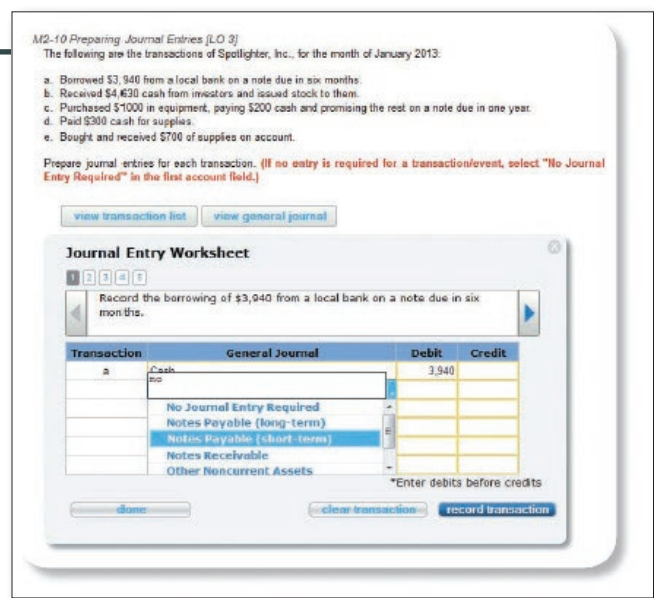 M2-10 Preparing Journal Entries [LO 3]
The following are the transactions of Spotlighter, Inc., for the month of January 2013:
a. Borrowed $3,940 from a local bank on a note due in six months.
b. Received $4,630 cash from investors and issued stock to them.
c. Purchased $1000 in equipment, paying $200 cash and promising the rest on a note due in one year.
d. Paid $300 cash for supplies.
e. Bought and received $700 of supplies on account.
Prepare journal entries for each transaction. (If no entry is required for a transaction/event, select "No Journal
Entry Required" in the first account field.)
view transaction list view general journal
Journal Entry Worksheet
1 2 3 4 5
Record the borrowing of $3,940 from a local bank on a note due in six
months.
Transaction General Journal Debit Credit
a Cash 3,940
no
No Journal Entry Required
Notes Payable (long-term)
Notes Payable (short-term)
Notes Receivable
Other Noncurrent Assets
*Enter debits before credits
done clear transaction record transaction